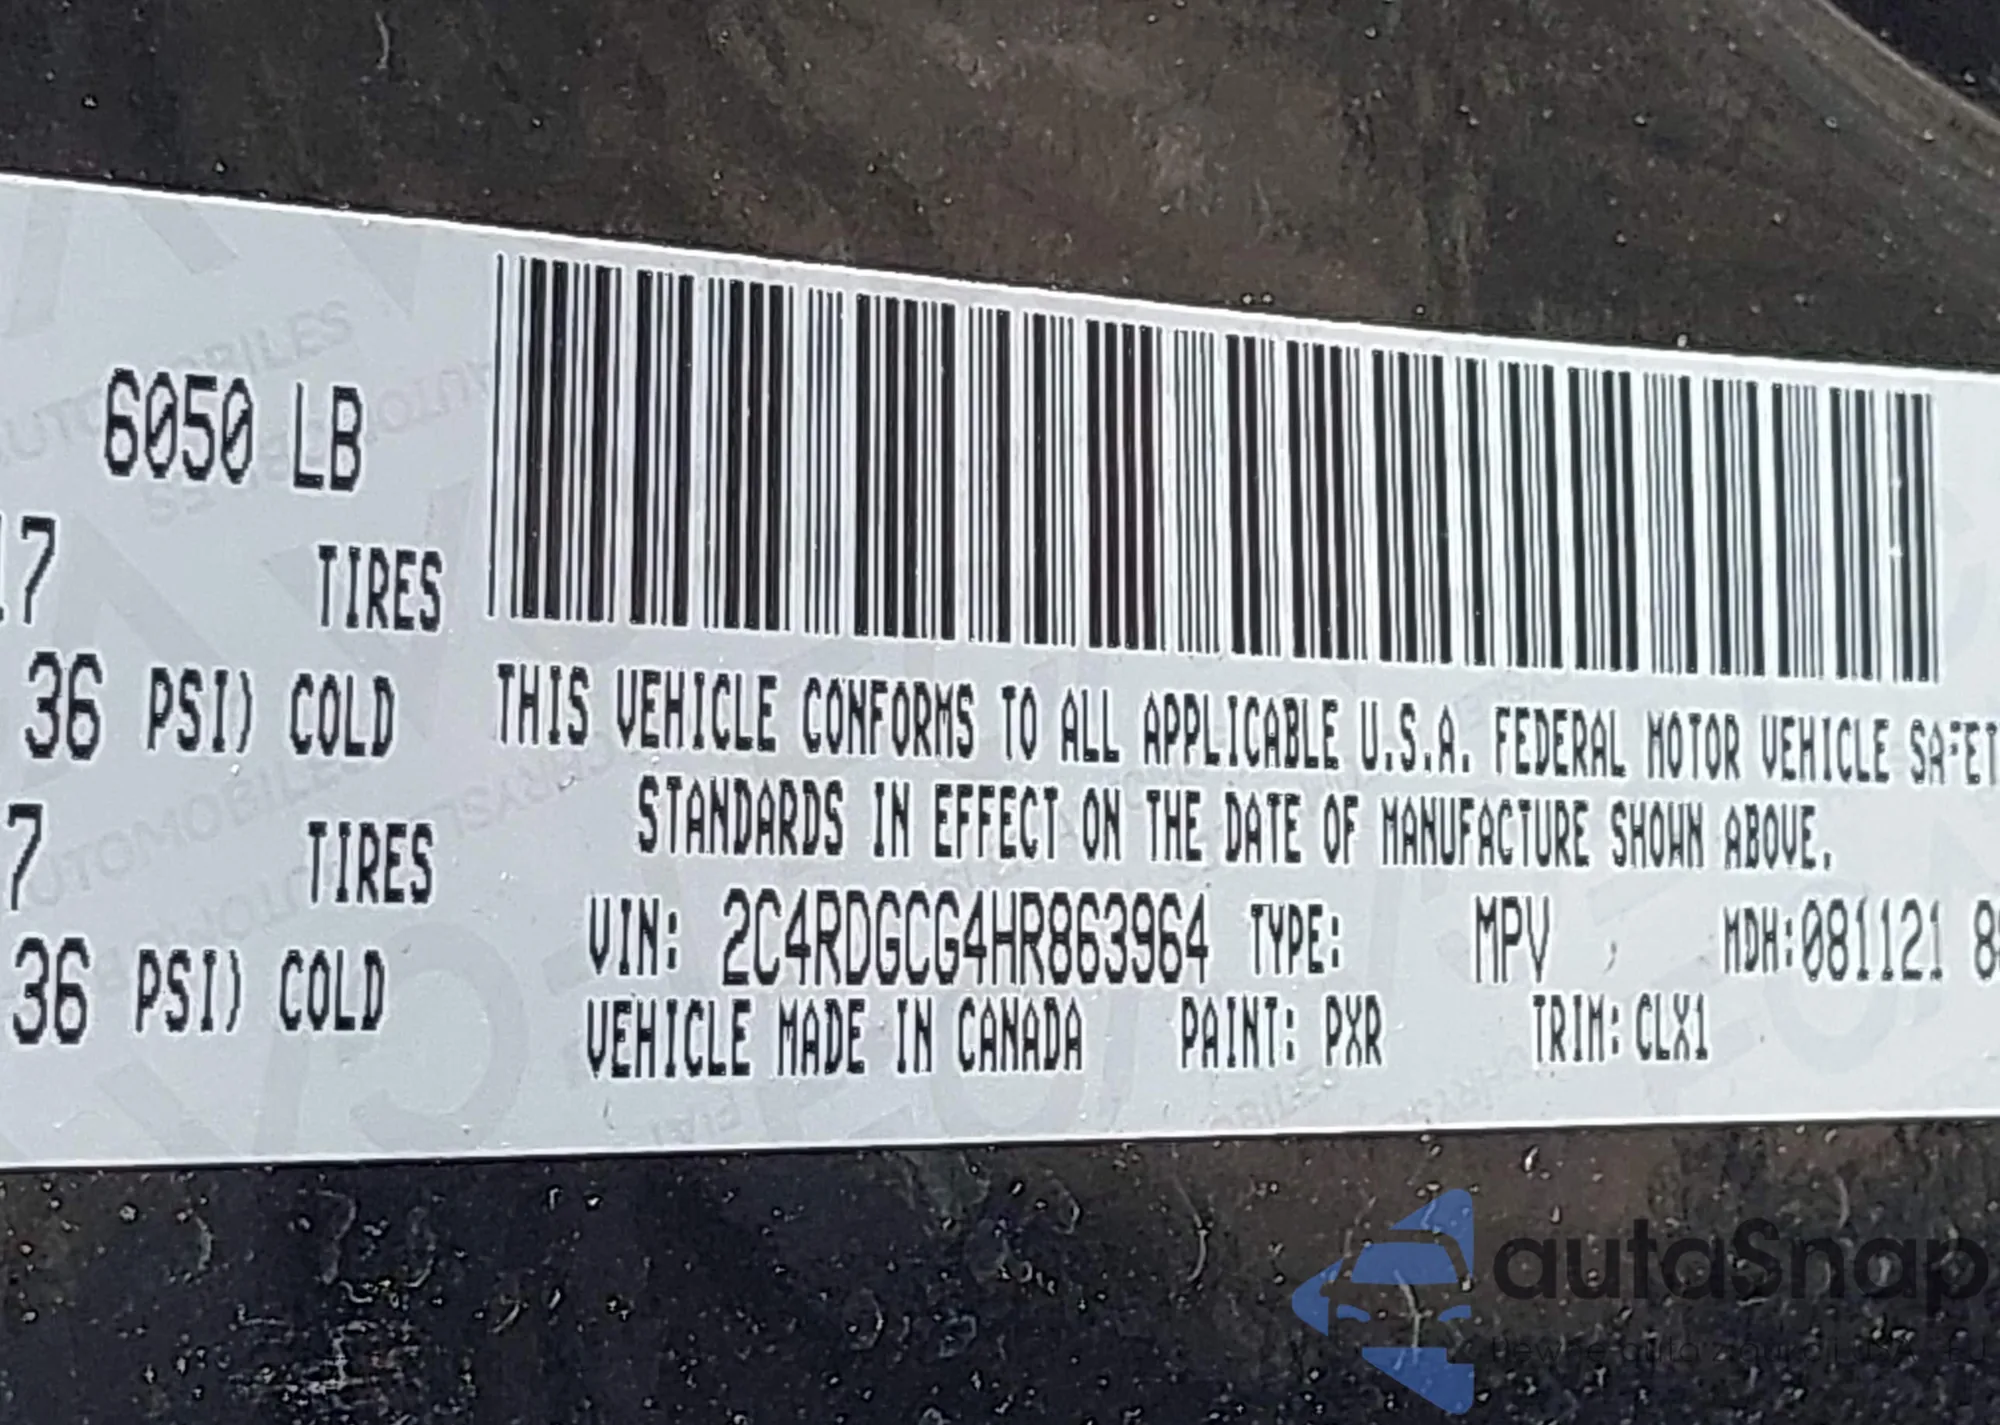 6050 LB
17 TIRES
36 PSI) COLD
7 TIRES
36 PSI) COLD
THIS VEHICLE CONFORMS TO ALL APPLICABLE U.S.A. FEDERAL MOTOR VEHICLE SAFET
STANDARDS IN EFFECT ON THE DATE OF MANUFACTURE SHOWN ABOVE.
VIN: 2C4RDGCG4HR863964 TYPE: MPV MDH:081121 8
VEHICLE MADE IN CANADA PAINT: PXR TRIM: CLX1
autaSnap